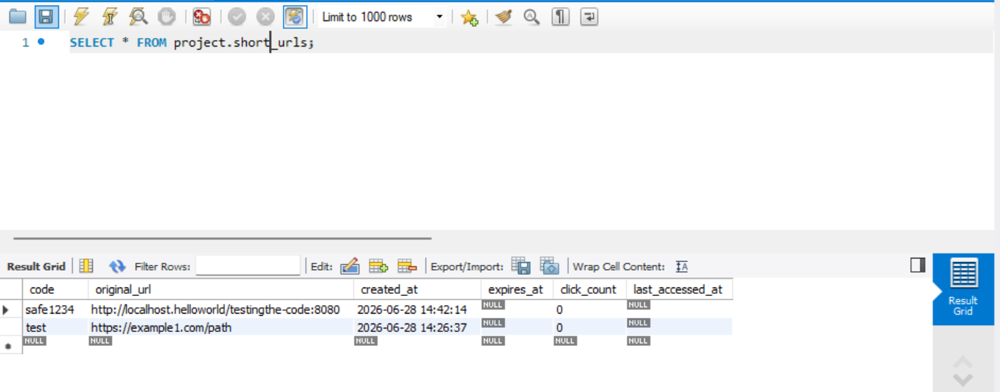 Limit to 1000 rows
1 SELECT * FROM project.short_urls;
Result Grid Filter Rows: Edit: Export/Import: Wrap Cell Content: IA
code original_url created_at expires_at click_count last_accessed_at
safe1234 http://localhost.helloworld/testingthe-code:8080 2026-06-28 14:42:14 NULL 0 NULL
test https://example1.com/path 2026-06-28 14:26:37 NULL 0 NULL
NULL NULL NULL NULL NULL NULL
Result
Grid